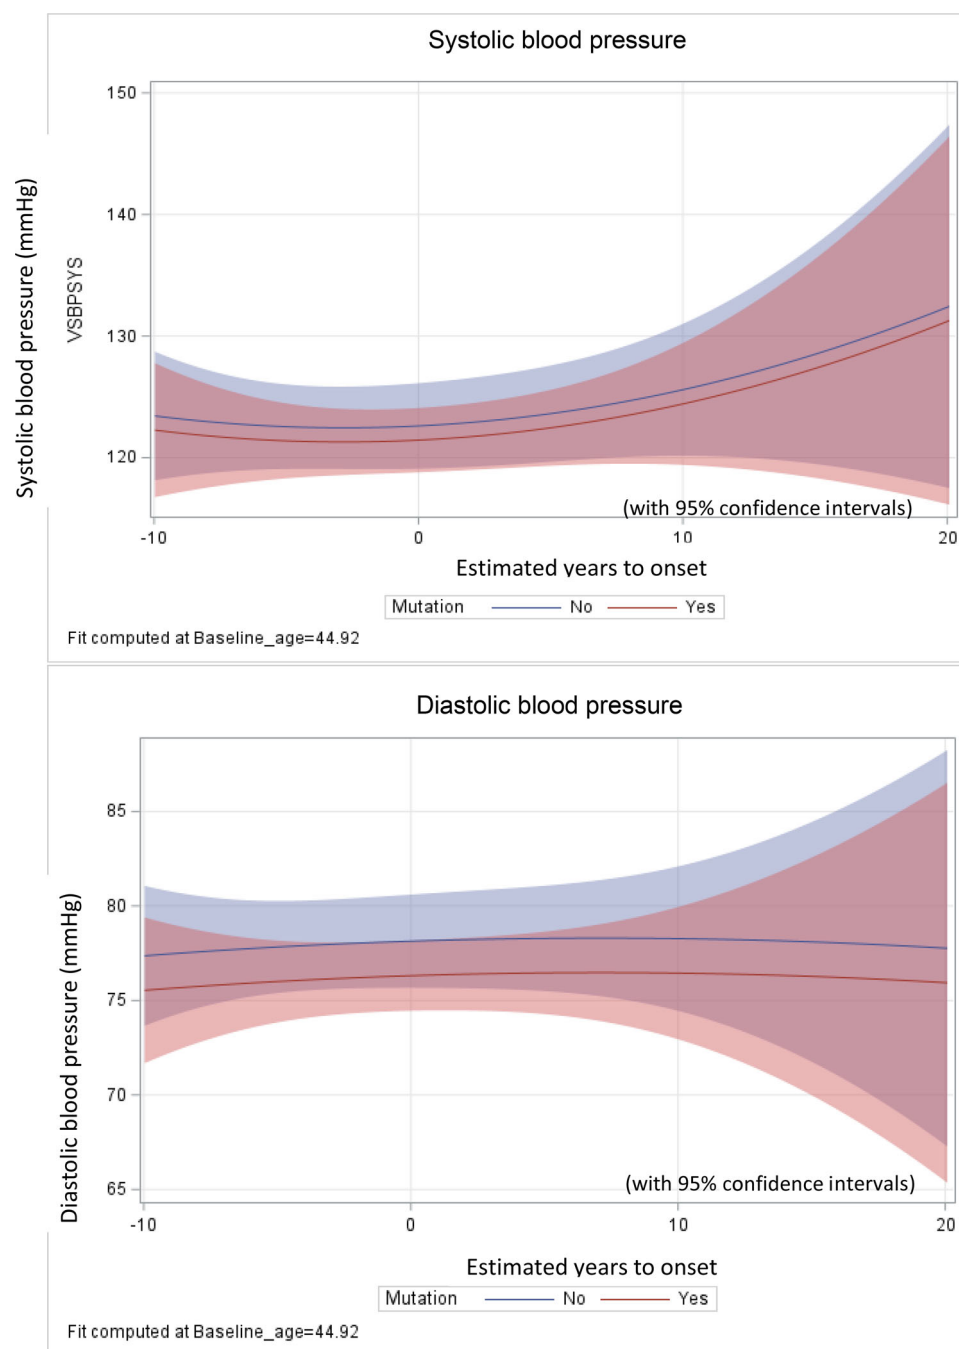 Systolic blood pressure
Systolic blood pressure (mmHg)
VSBPSYS
150
140
130
120
(with 95% confidence intervals)
-10 0 10 20
Estimated years to onset
Mutation No Yes
Fit computed at Baseline_age=44.92
Diastolic blood pressure
Diastolic blood pressure (mmHg)
85
80
75
70
65
(with 95% confidence intervals)
-10 0 10 20
Estimated years to onset
Mutation No Yes
Fit computed at Baseline_age=44.92